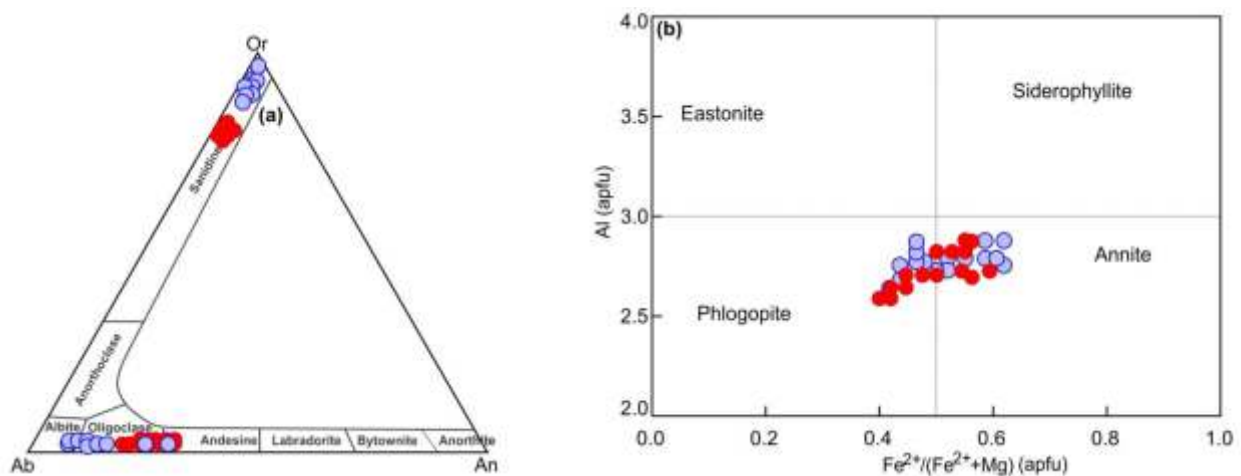 Or
(a)
Sanidine
Anorthoclase
Albite
Oligoclase
Andesine
Labradorite
Bytownite
Anorthite
Ab
An
(b)
4.0
3.5
3.0
2.5
2.0
Al (apfu)
Eastonite
Siderophyllite
Phlogopite
Annite
0.0
0.2
0.4
0.6
0.8
1.0
Fe²⁺/(Fe²⁺+Mg) (apfu)